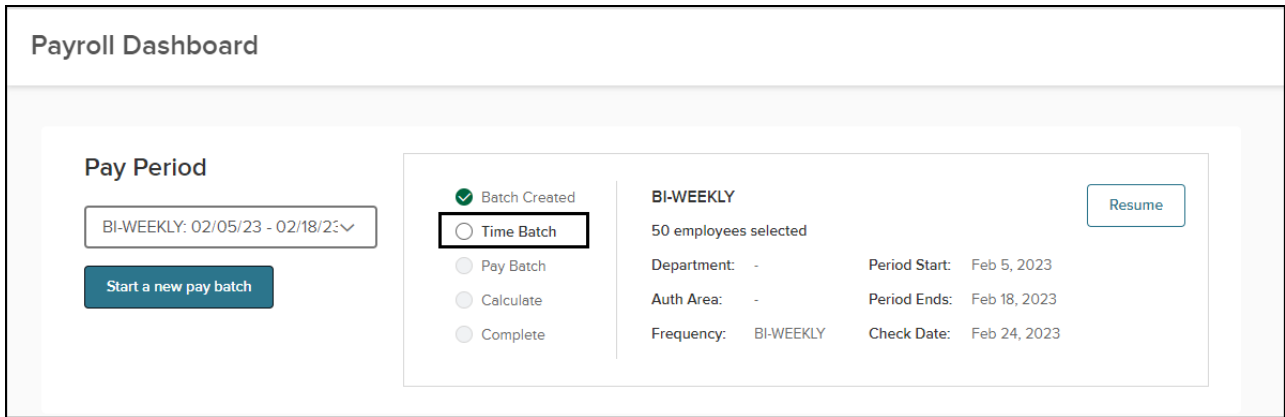 Payroll Dashboard
Pay Period
BI-WEEKLY: 02/05/23 - 02/18/23
Start a new pay batch
Batch Created
Time Batch
Pay Batch
Calculate
Complete
BI-WEEKLY
50 employees selected
Department: - Period Start: Feb 5, 2023
Auth Area: - Period Ends: Feb 18, 2023
Frequency: BI-WEEKLY Check Date: Feb 24, 2023
Resume